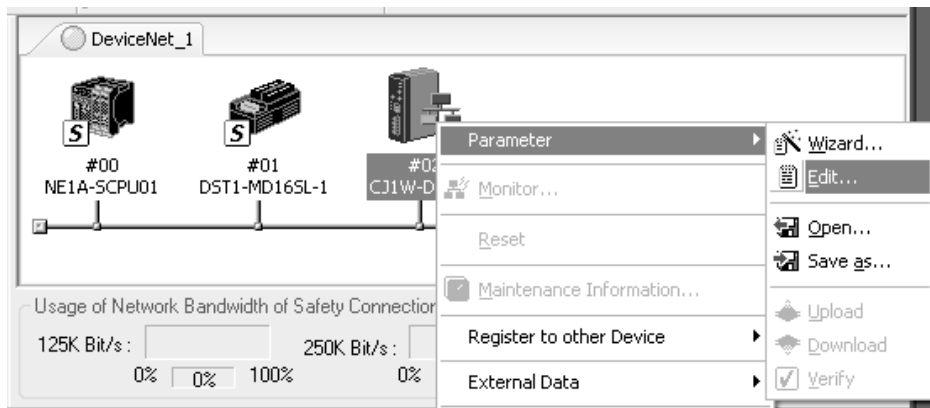 DeviceNet_1
S
S
#00
#01
#02
NE1A-SCPU01
DST1-MD16SL-1
CJ1W-D
Parameter
Monitor...
Reset
Maintenance Information...
Register to other Device
External Data
Wizard...
Edit...
Open...
Save as...
Upload
Download
Verify
Usage of Network Bandwidth of Safety Connection
125K Bit/s :
250K Bit/s :
0%
0%
100%
0%